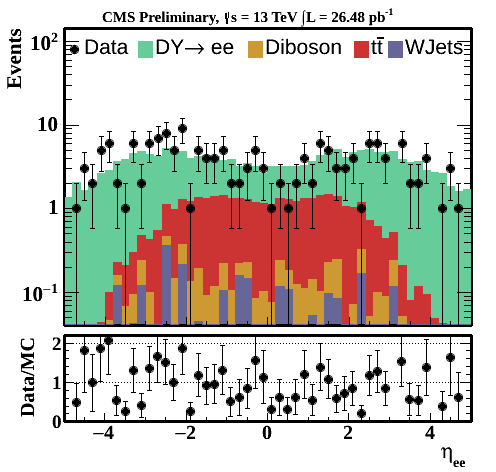 CMS Preliminary, √s = 13 TeV ∫L = 26.48 pb⁻¹
Events
Data DY→ ee Diboson tt̄ WJets
10²
10
1
10⁻¹
Data/MC
2
1
0
−4 −2 0 2 4
η_ee